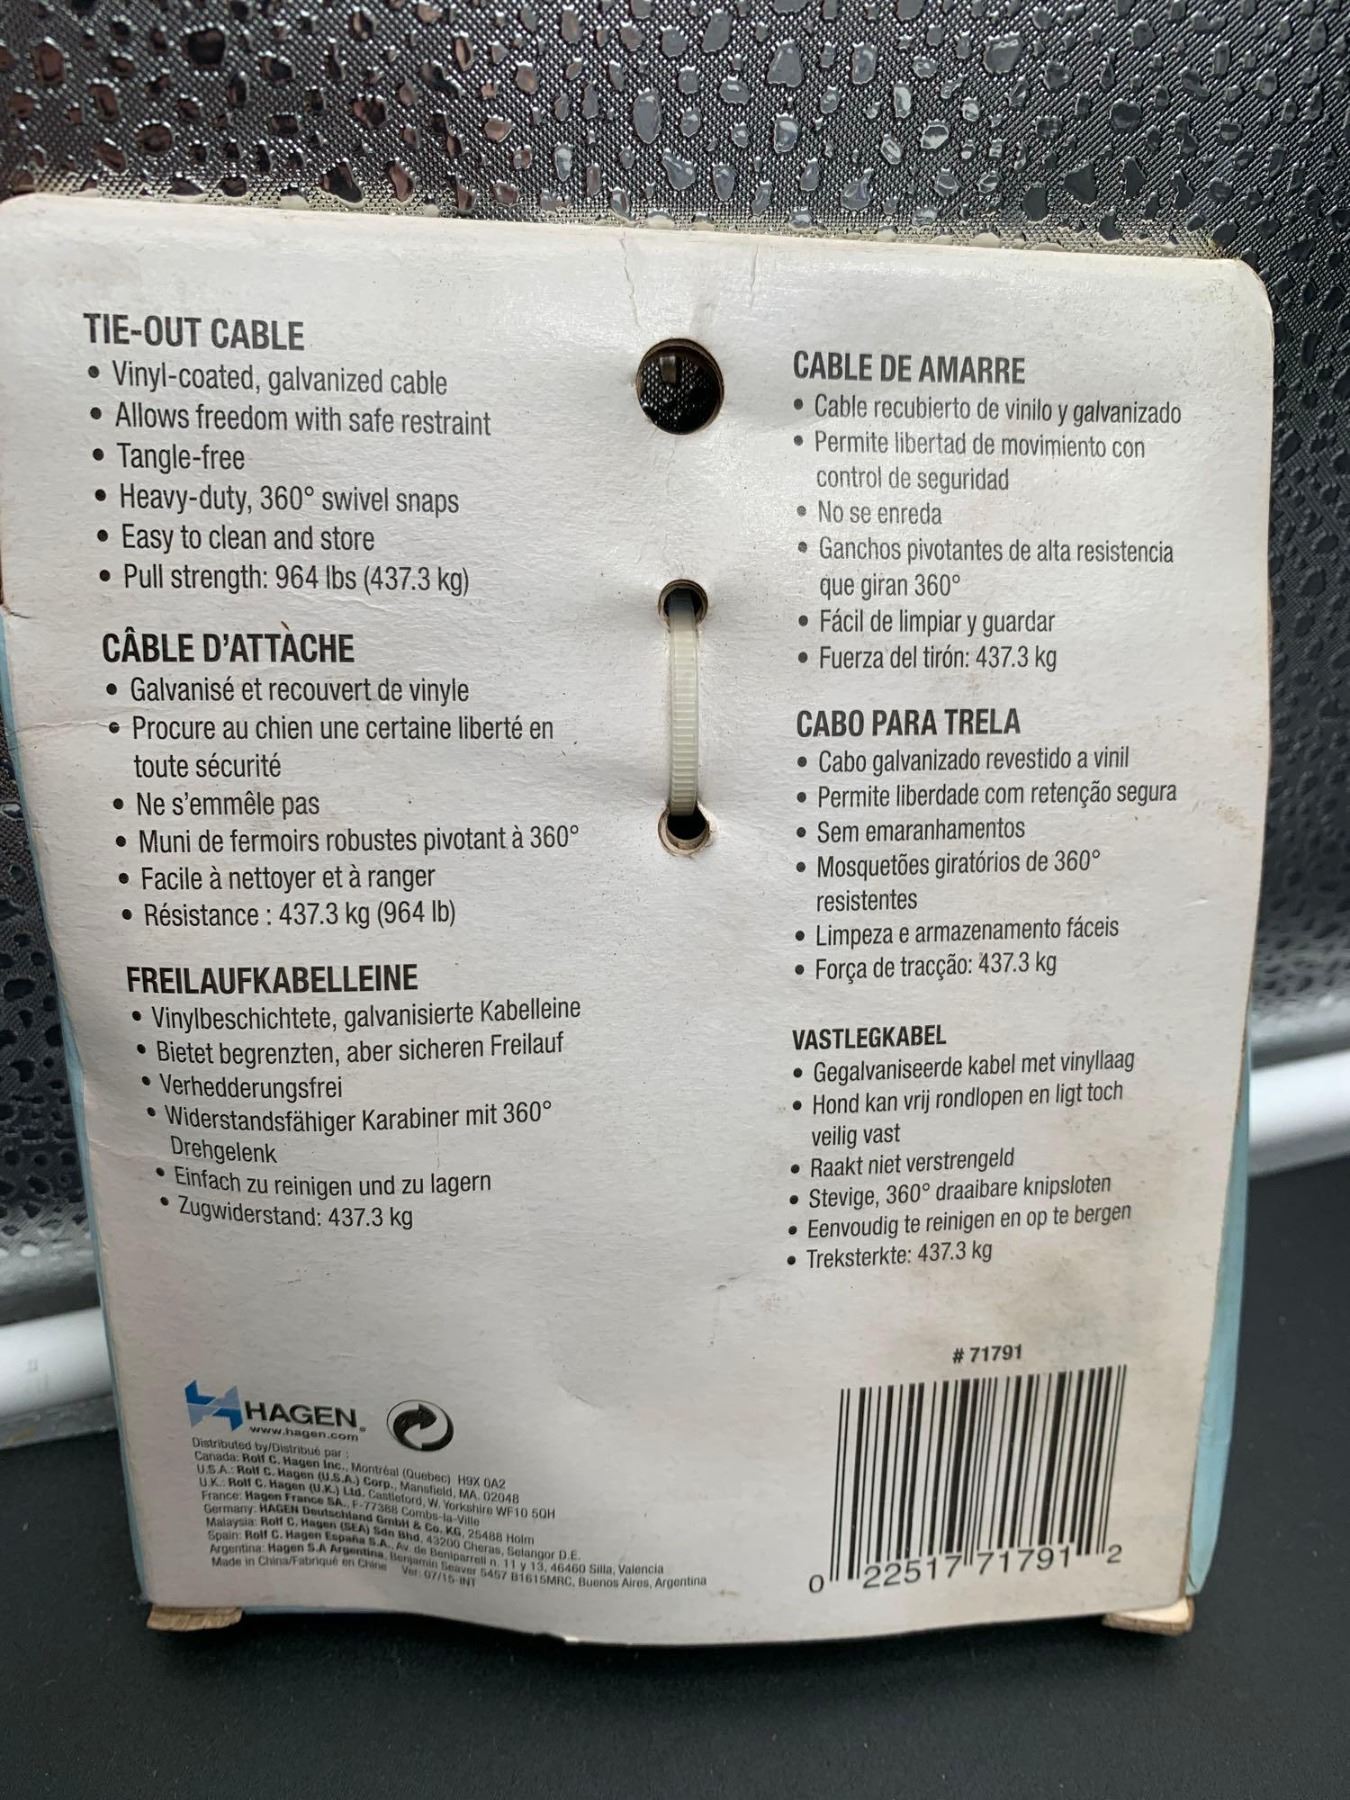 TIE-OUT CABLE
• Vinyl-coated, galvanized cable
• Allows freedom with safe restraint
• Tangle-free
• Heavy-duty, 360° swivel snaps
• Easy to clean and store
• Pull strength: 964 lbs (437.3 kg)
CÂBLE D'ATTACHE
• Galvanisé et recouvert de vinyle
• Procure au chien une certaine liberté en
toute sécurité
• Ne s'emmêle pas
• Muni de fermoirs robustes pivotant à 360°
• Facile à nettoyer et à ranger
• Résistance : 437.3 kg (964 lb)
FREILAUFKABELLEINE
• Vinylbeschichtete, galvanisierte Kabelleine
• Bietet begrenzten, aber sicheren Freilauf
• Verhedderungsfrei
• Widerstandsfähiger Karabiner mit 360°
Drehgelenk
• Einfach zu reinigen und zu lagern
• Zugwiderstand: 437.3 kg
CABLE DE AMARRE
• Cable recubierto de vinilo y galvanizado
• Permite libertad de movimiento con
control de seguridad
• No se enreda
• Ganchos pivotantes de alta resistencia
que giran 360°
• Fácil de limpiar y guardar
• Fuerza del tirón: 437.3 kg
CABO PARA TRELA
• Cabo galvanizado revestido a vinil
• Permite liberdade com retenção segura
• Sem emaranhamentos
• Mosquetões giratórios de 360°
resistentes
• Limpeza e armazenamento fáceis
• Força de tracção: 437.3 kg
VASTLEGKABEL
• Gegalvaniseerde kabel met vinyllaag
• Hond kan vrij rondlopen en ligt toch
veilig vast
• Raakt niet verstrengeld
• Stevige, 360° draaibare knipsloten
• Eenvoudig te reinigen en op te bergen
• Treksterkte: 437.3 kg
HAGEN®
www.hagen.com
Distributed by/Distribué par :
Canada: Rolf C. Hagen Inc., Montréal (Quebec) H9X 0A2
U.S.A.: Rolf C. Hagen (U.S.A.) Corp., Mansfield, MA. 02048
U.K.: Rolf C. Hagen (U.K.) Ltd. Castleford, W. Yorkshire WF10 5QH
France: Hagen France SA., F-77388 Combs-la-Ville
Germany: HAGEN Deutschland GmbH & Co. KG, 25488 Holm
Malaysia: Rolf C. Hagen (SEA) Sdn Bhd, 43200 Cheras, Selangor D.E.
Spain: Rolf C. Hagen España S.A., Av. de Beniparrell n. 11 y 13, 46460 Silla, Valencia
Argentina: Hagen S.A Argentina, Benjamin Seaver 5457 B1615MRC, Buenos Aires, Argentina
Made in China/Fabriqué en Chine Ver: 07/15-INT
# 71791
0 22517 71791 2